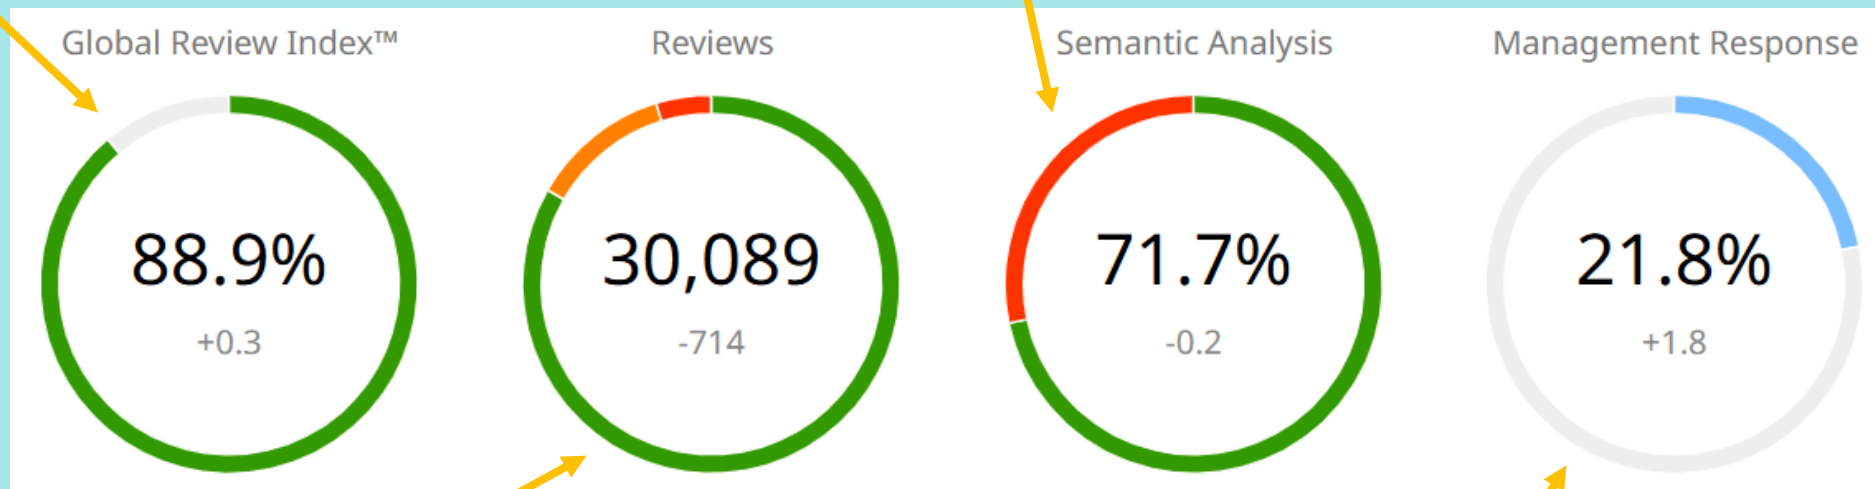 Global Review Index™
88.9%
+0.3
Reviews
30,089
-714
Semantic Analysis
71.7%
-0.2
Management Response
21.8%
+1.8